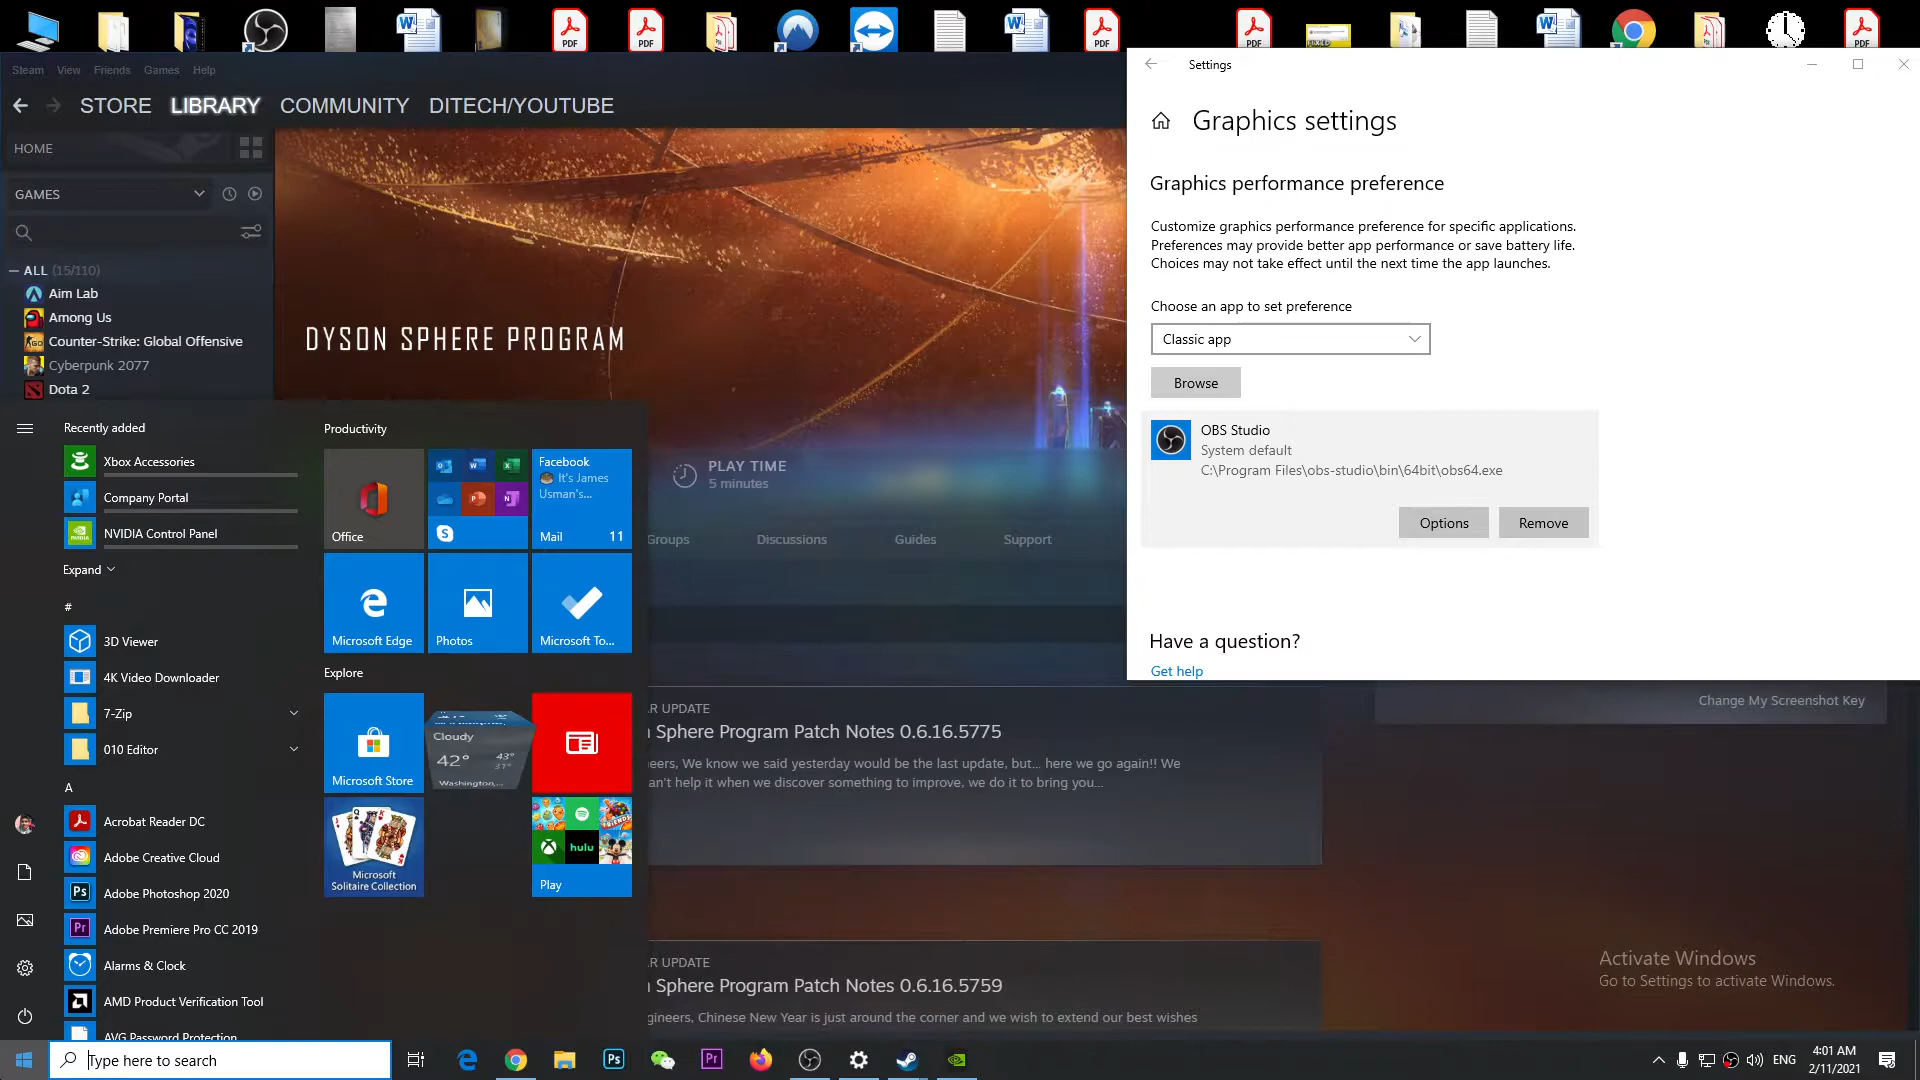 PDF
PDF
PDF
PDF
PDF
Steam View Friends Games Help
STORE LIBRARY COMMUNITY DITECH/YOUTUBE
HOME
GAMES
ALL (15/110)
Aim Lab
Among Us
Counter-Strike: Global Offensive
Cyberpunk 2077
Dota 2
DYSON SPHERE PROGRAM
PLAY TIME
5 minutes
Groups Discussions Guides Support
Settings
Graphics settings
Graphics performance preference
Customize graphics performance preference for specific applications.
Preferences may provide better app performance or save battery life.
Choices may not take effect until the next time the app launches.
Choose an app to set preference
Classic app
Browse
OBS Studio
System default
C:\Program Files\obs-studio\bin\64bit\obs64.exe
Options Remove
Have a question?
Get help
Change My Screenshot Key
Recently added
Xbox Accessories
Company Portal
NVIDIA Control Panel
Expand
#
3D Viewer
4K Video Downloader
7-Zip
010 Editor
A
Acrobat Reader DC
Adobe Creative Cloud
Adobe Photoshop 2020
Adobe Premiere Pro CC 2019
Alarms & Clock
AMD Product Verification Tool
AVG Password Protection
Productivity
Office
Facebook
It's James
Usman's...
Mail 11
Microsoft Edge
Photos
Microsoft To...
Explore
Microsoft Store
Cloudy
42° 43°
31°
Washington,...
Microsoft
Solitaire Collection
hulu
Play
AR UPDATE
Sphere Program Patch Notes 0.6.16.5775
eers, We know we said yesterday would be the last update, but... here we go again!! We
an't help it when we discover something to improve, we do it to bring you...
AR UPDATE
Sphere Program Patch Notes 0.6.16.5759
gineers, Chinese New Year is just around the corner and we wish to extend our best wishes
Activate Windows
Go to Settings to activate Windows.
Type here to search
ENG
4:01 AM
2/11/2021